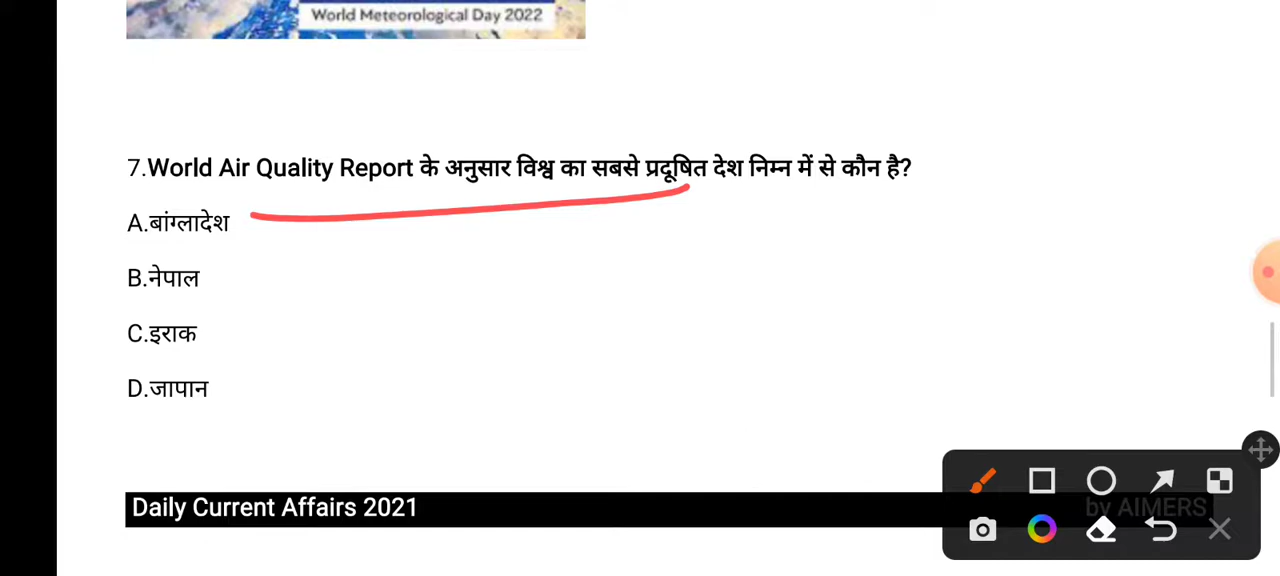 World Meteorological Day 2022
7.World Air Quality Report के अनुसार विश्व का सबसे प्रदूषित देश निम्न में से कौन है?
A.बांग्लादेश
B.नेपाल
C.इराक
D.जापान
Daily Current Affairs 2021
by AIMERS